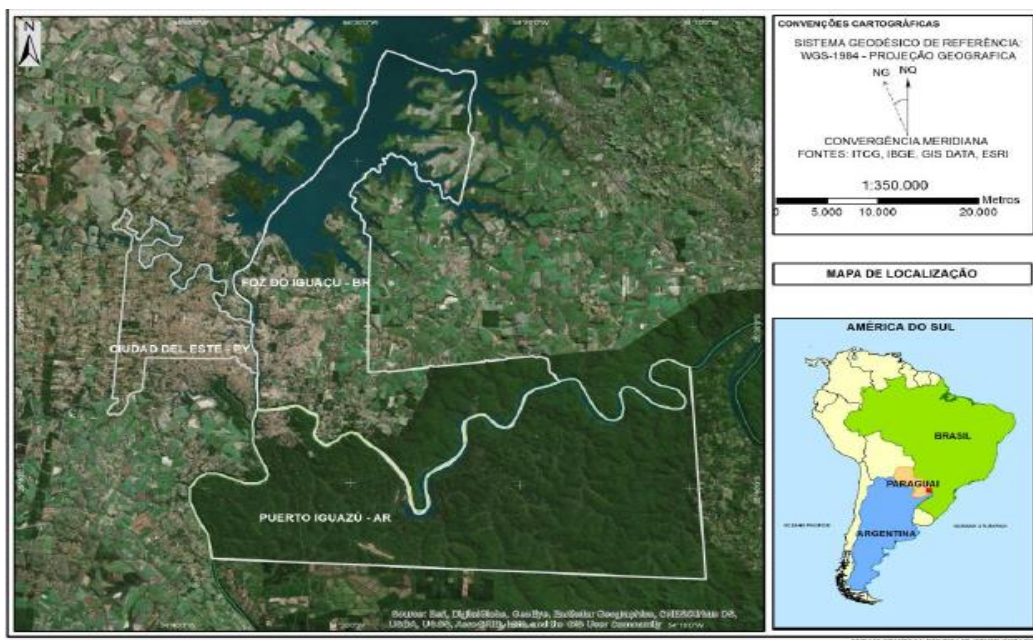 N
FOZ DO IGUAÇU - BR
CIUDAD DEL ESTE - PY
PUERTO IGUAZÚ - AR
CONVENÇÕES CARTOGRÁFICAS
SISTEMA GEODÉSICO DE REFERÊNCIA:
WGS-1984 - PROJEÇÃO GEOGRAFICA
NG NQ
CONVERGÊNCIA MERIDIANA
FONTES: ITCG, IBGE, GIS DATA, ESRI
1:350.000
Metros
0 5.000 10.000 20.000
MAPA DE LOCALIZAÇÃO
AMÉRICA DO SUL
BRASIL
PARAGUAI
ARGENTINA